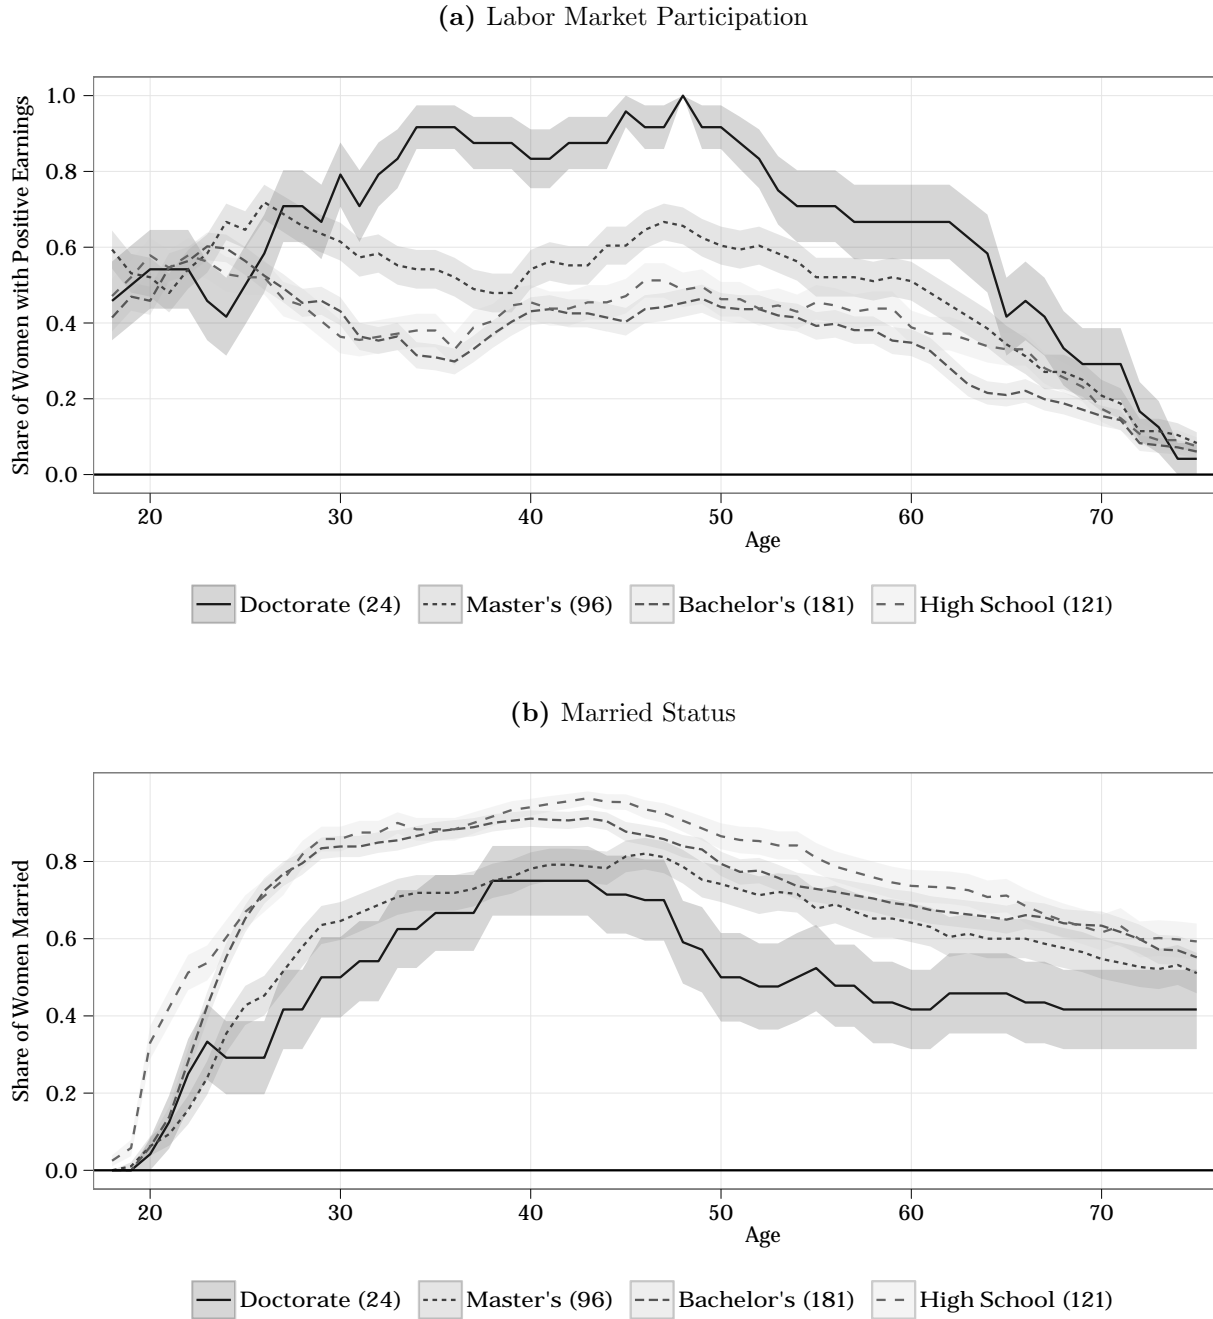 (a) Labor Market Participation
Share of Women with Positive Earnings
1.0
0.8
0.6
0.4
0.2
0.0
20 30 40 50 60 70
Age
Doctorate (24) Master's (96) Bachelor's (181) High School (121)
(b) Married Status
Share of Women Married
0.8
0.6
0.4
0.2
0.0
20 30 40 50 60 70
Age
Doctorate (24) Master's (96) Bachelor's (181) High School (121)